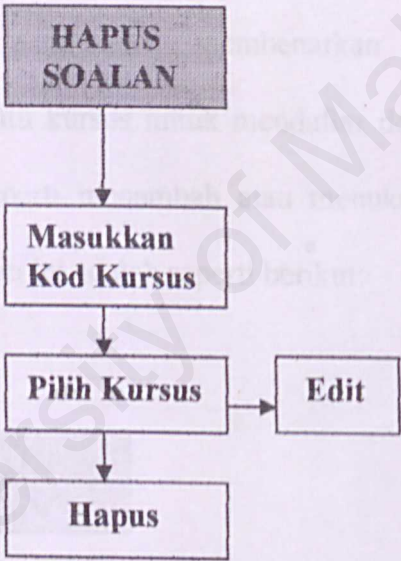 HAPUS
SOALAN
Masukkan
Kod Kursus
Pilih Kursus
Edit
Hapus